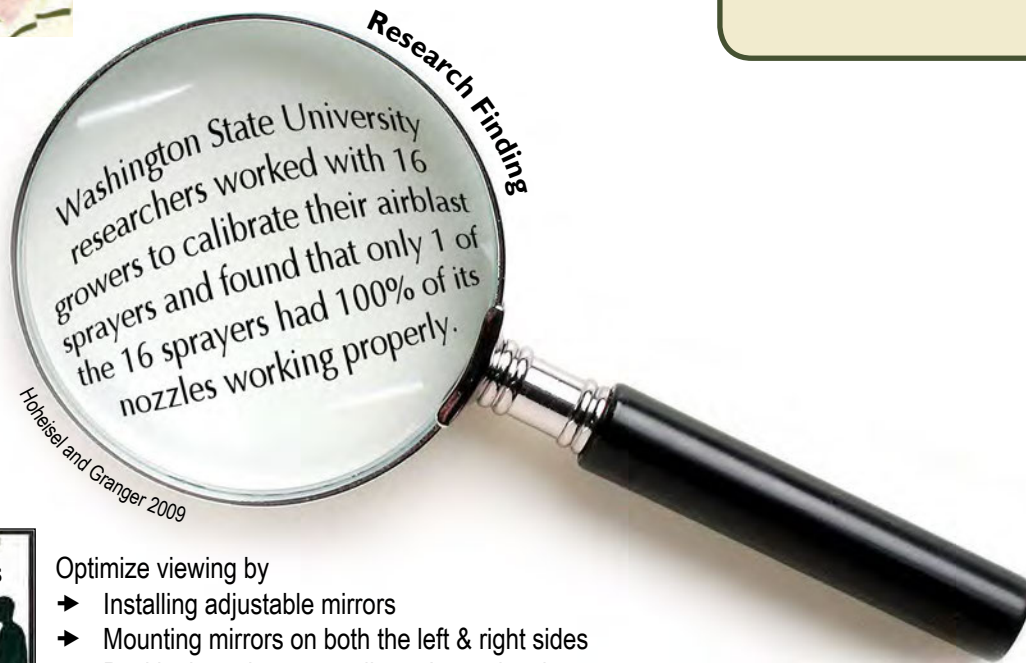 Research Finding
Washington State University
researchers worked with 16
growers to calibrate their airblast
sprayers and found that only 1 of
the 16 sprayers had 100% of its
nozzles working properly.
Hoheisel and Granger 2009
Optimize viewing by
➔ Installing adjustable mirrors
➔ Mounting mirrors on both the left & right sides